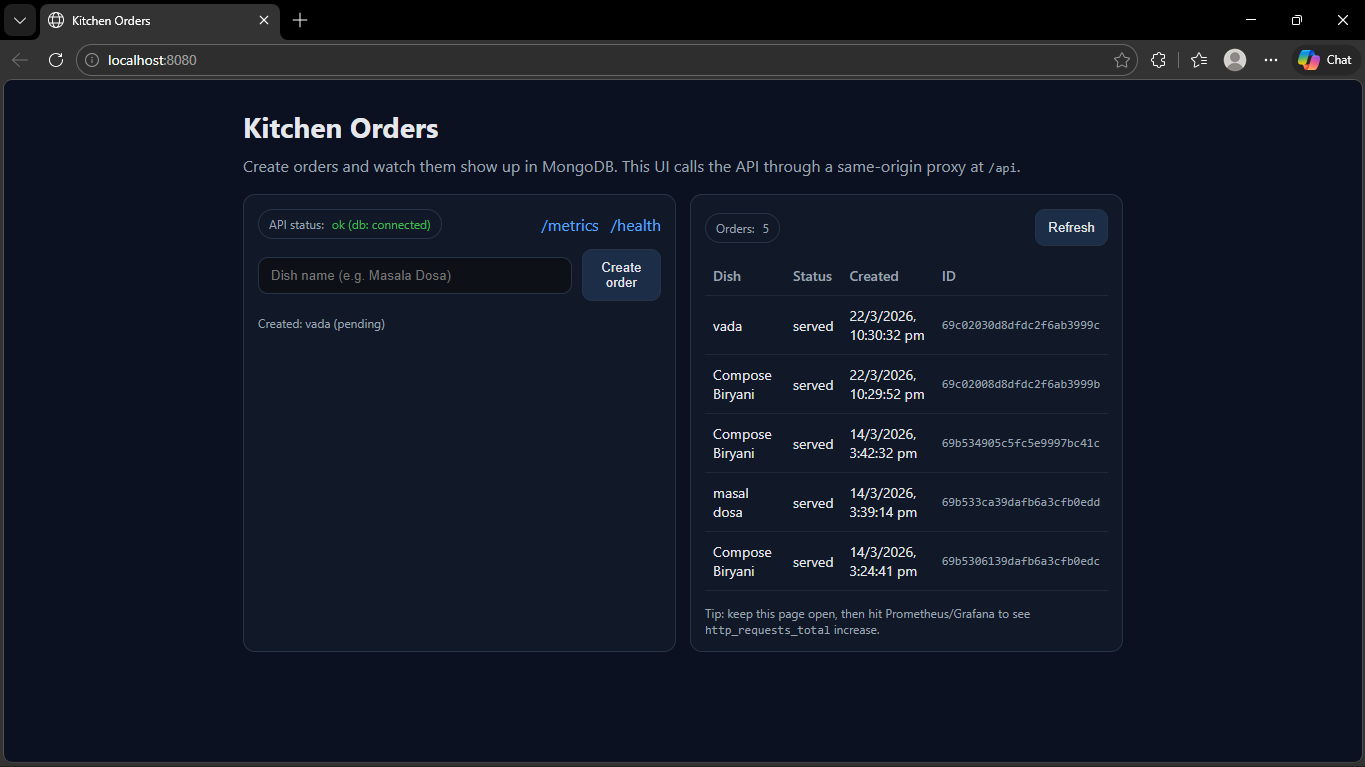 Kitchen Orders
localhost:8080
Chat
Kitchen Orders
Create orders and watch them show up in MongoDB. This UI calls the API through a same-origin proxy at /api.
API status: ok (db: connected)
/metrics /health
Dish name (e.g. Masala Dosa)
Create
order
Created: vada (pending)
Orders: 5
Refresh
Dish Status Created ID
vada served 22/3/2026, 10:30:32 pm 69c02030d8dfdc2f6ab3999c
Compose Biryani served 22/3/2026, 10:29:52 pm 69c02008d8dfdc2f6ab3999b
Compose Biryani served 14/3/2026, 3:42:32 pm 69b534905c5fc5e9997bc41c
masal dosa served 14/3/2026, 3:39:14 pm 69b533ca39dafb6a3cfb0edd
Compose Biryani served 14/3/2026, 3:24:41 pm 69b5306139dafb6a3cfb0edc
Tip: keep this page open, then hit Prometheus/Grafana to see
http_requests_total increase.